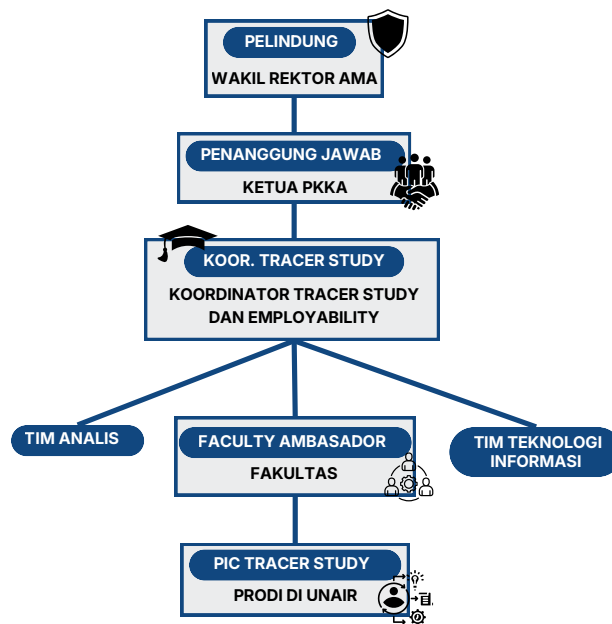 PELINDUNG
WAKIL REKTOR AMA
PENANGGUNG JAWAB
KETUA PKKA
KOOR. TRACER STUDY
KOORDINATOR TRACER STUDY
DAN EMPLOYABILITY
TIM ANALIS
FACULTY AMBASADOR
FAKULTAS
TIM TEKNOLOGI
INFORMASI
PIC TRACER STUDY
PRODI DI UNAIR